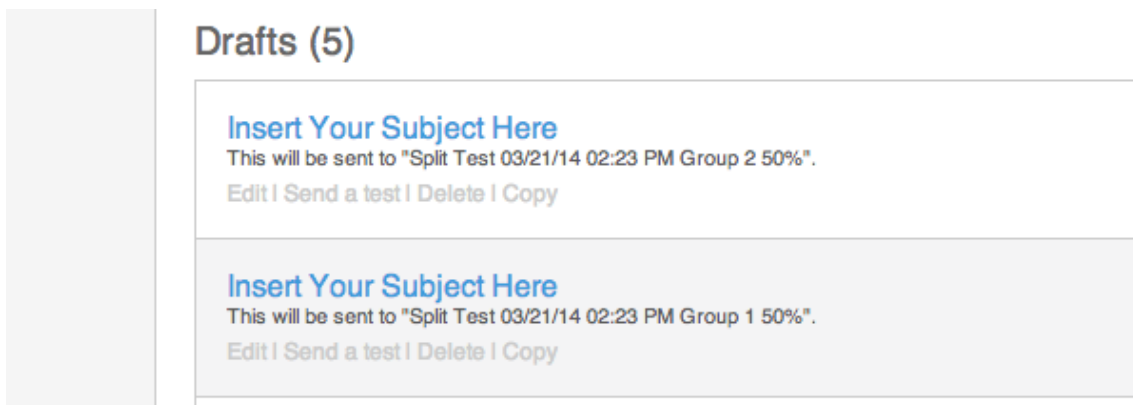 Drafts (5)
Insert Your Subject Here
This will be sent to "Split Test 03/21/14 02:23 PM Group 2 50%".
Edit | Send a test | Delete | Copy
Insert Your Subject Here
This will be sent to "Split Test 03/21/14 02:23 PM Group 1 50%".
Edit | Send a test | Delete | Copy